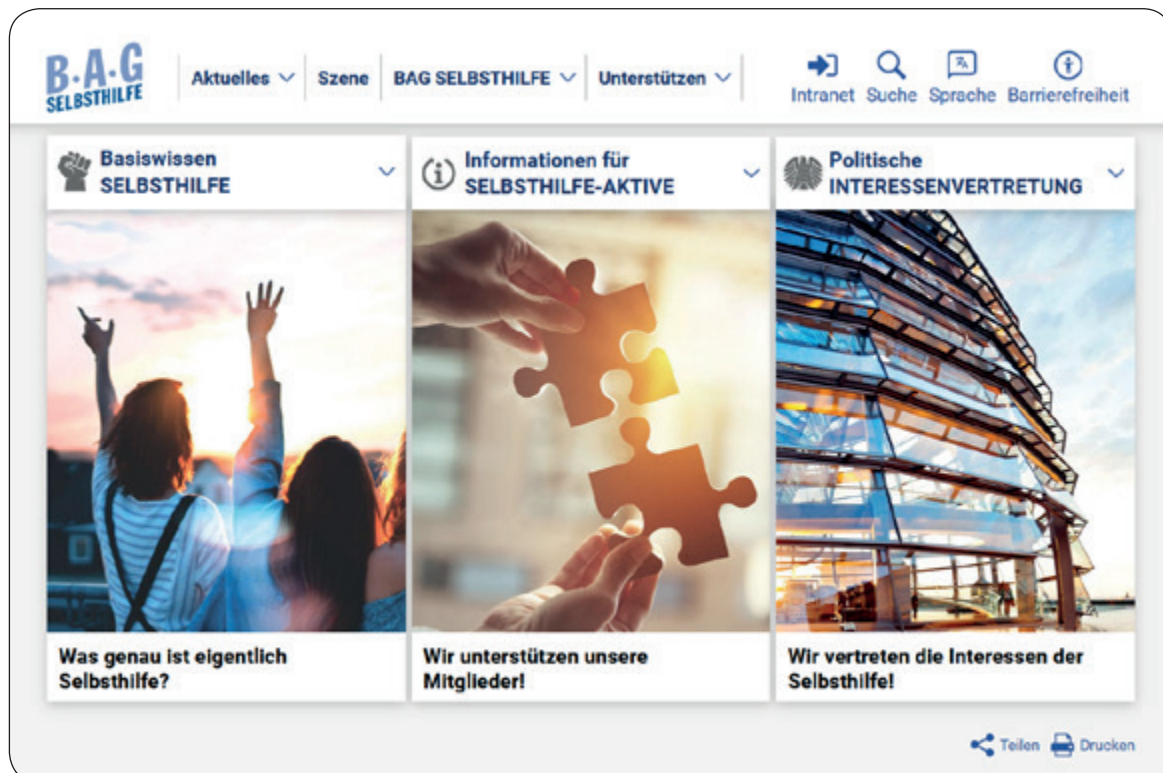 B·A·G
SELBSTHILFE
Aktuelles
Szene
BAG SELBSTHILFE
Unterstützen
Intranet
Suche
Sprache
Barrierefreiheit
Basiswissen
SELBSTHILFE
Informationen für
SELBSTHILFE-AKTIVE
Politische
INTERESSENVERTRETUNG
Was genau ist eigentlich
Selbsthilfe?
Wir unterstützen unsere
Mitglieder!
Wir vertreten die Interessen der
Selbsthilfe!
Teilen
Drucken